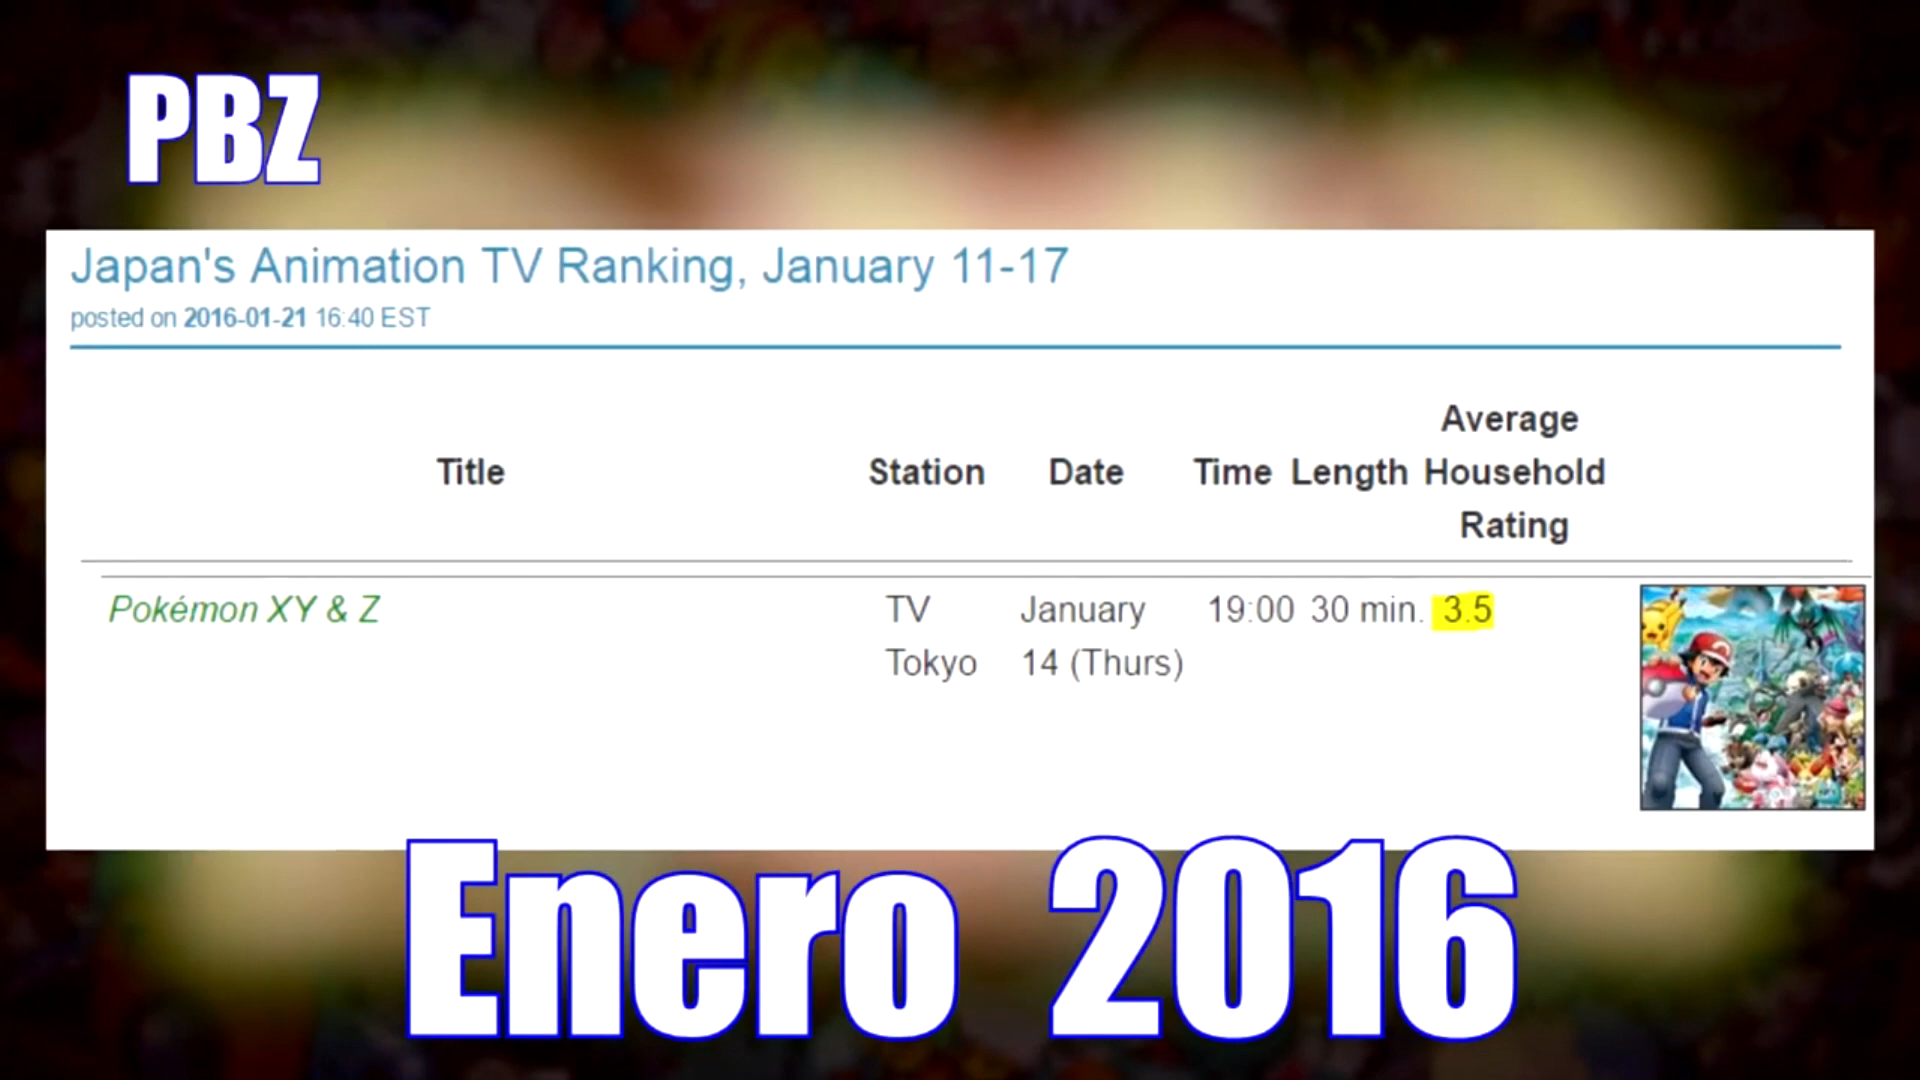 PBZ
Japan's Animation TV Ranking, January 11-17
posted on 2016-01-21 16:40 EST
Title Station Date Time Length Average Household Rating
Pokémon XY & Z TV Tokyo January 14 (Thurs) 19:00 30 min. 3.5
Enero 2016